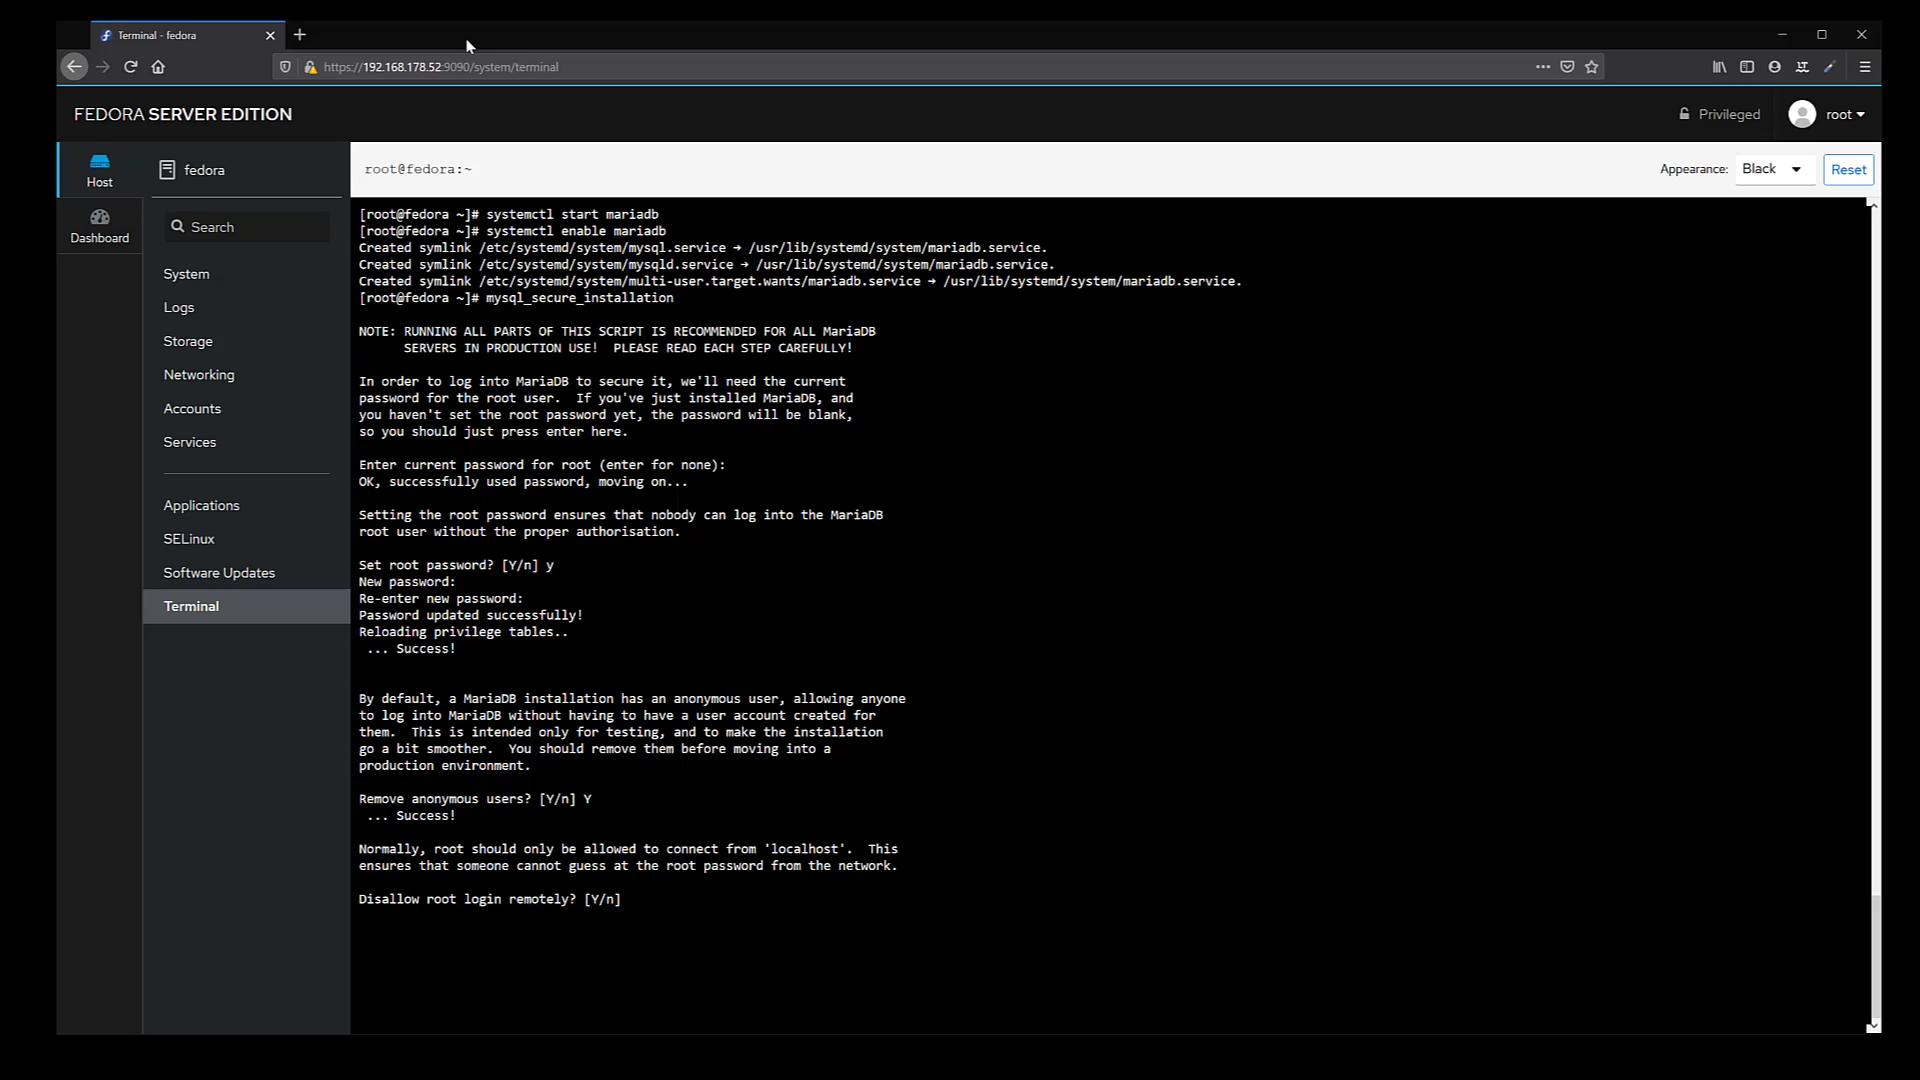 Terminal - fedora
https://192.168.178.52:9090/system/terminal
FEDORA SERVER EDITION
Privileged
root
Host
Dashboard
fedora
Search
System
Logs
Storage
Networking
Accounts
Services
Applications
SELinux
Software Updates
Terminal
root@fedora:~
Appearance: Black
Reset
[root@fedora ~]# systemctl start mariadb
[root@fedora ~]# systemctl enable mariadb
Created symlink /etc/systemd/system/mysql.service → /usr/lib/systemd/system/mariadb.service.
Created symlink /etc/systemd/system/mysqld.service → /usr/lib/systemd/system/mariadb.service.
Created symlink /etc/systemd/system/multi-user.target.wants/mariadb.service → /usr/lib/systemd/system/mariadb.service.
[root@fedora ~]# mysql_secure_installation
NOTE: RUNNING ALL PARTS OF THIS SCRIPT IS RECOMMENDED FOR ALL MariaDB
SERVERS IN PRODUCTION USE!  PLEASE READ EACH STEP CAREFULLY!
In order to log into MariaDB to secure it, we'll need the current
password for the root user.  If you've just installed MariaDB, and
you haven't set the root password yet, the password will be blank,
so you should just press enter here.
Enter current password for root (enter for none):
OK, successfully used password, moving on...
Setting the root password ensures that nobody can log into the MariaDB
root user without the proper authorisation.
Set root password? [Y/n] y
New password:
Re-enter new password:
Password updated successfully!
Reloading privilege tables..
... Success!
By default, a MariaDB installation has an anonymous user, allowing anyone
to log into MariaDB without having to have a user account created for
them.  This is intended only for testing, and to make the installation
go a bit smoother.  You should remove them before moving into a
production environment.
Remove anonymous users? [Y/n] Y
... Success!
Normally, root should only be allowed to connect from 'localhost'.  This
ensures that someone cannot guess at the root password from the network.
Disallow root login remotely? [Y/n]